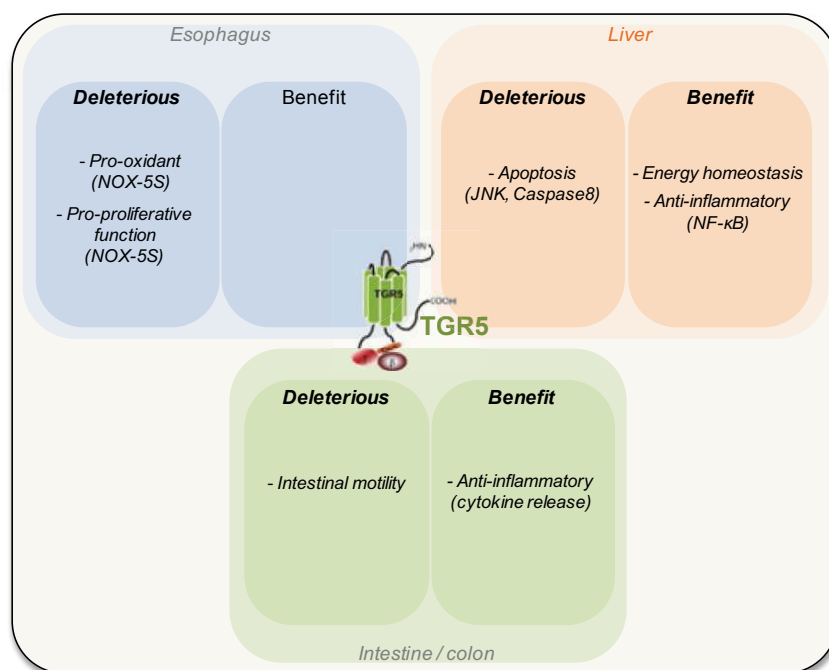 Esophagus
Deleterious
Benefit
- Pro-oxidant
(NOX-5S)
- Pro-proliferative
function
(NOX-5S)
Liver
Deleterious
Benefit
- Apoptosis
(JNK, Caspase8)
- Energy homeostasis
- Anti-inflammatory
(NF-κB)
HN
TGR5
COOH
TGR5
Deleterious
Benefit
- Intestinal motility
- Anti-inflammatory
(cytokine release)
Intestine / colon